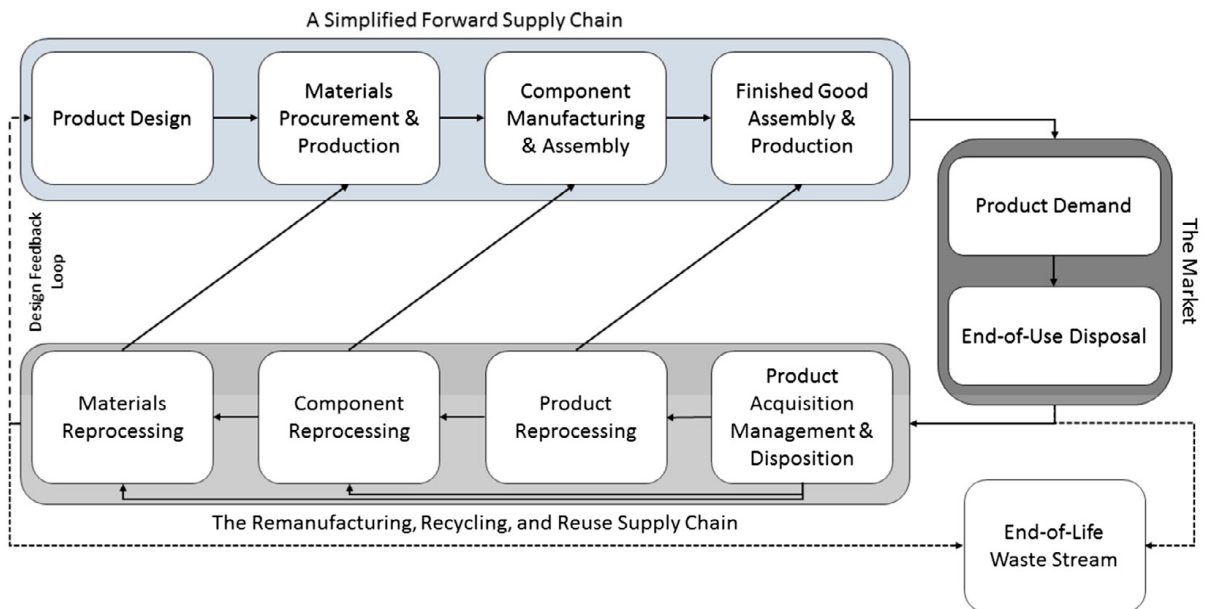 A Simplified Forward Supply Chain
Product Design
Materials
Procurement &
Production
Component
Manufacturing
& Assembly
Finished Good
Assembly &
Production
Product Demand
End-of-Use Disposal
The Market
Design Feedback
Loop
Materials
Reprocessing
Component
Reprocessing
Product
Reprocessing
Product
Acquisition
Management &
Disposition
The Remanufacturing, Recycling, and Reuse Supply Chain
End-of-Life
Waste Stream